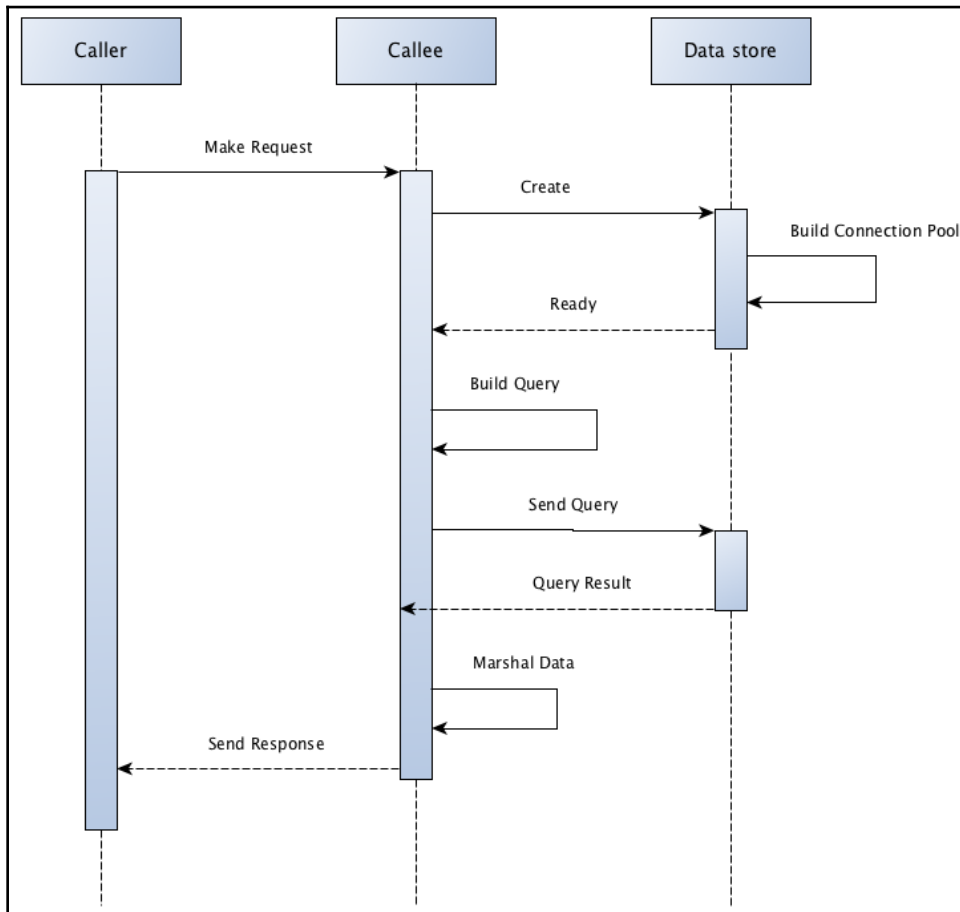 Caller
Callee
Data store
Make Request
Create
Build Connection Pool
Ready
Build Query
Send Query
Query Result
Marshal Data
Send Response